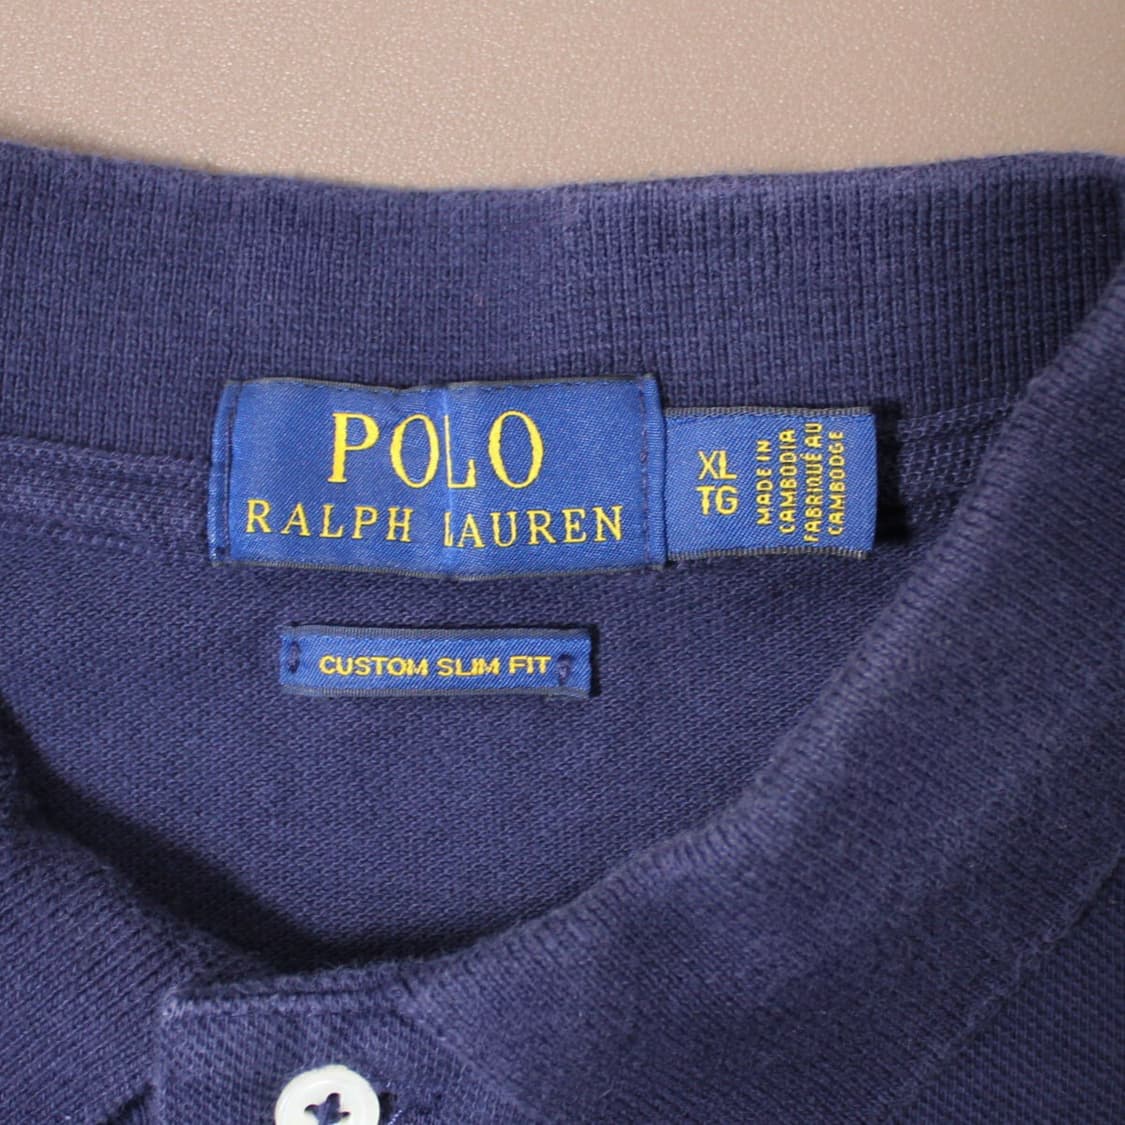 POLO
RALPH LAUREN
XL
TG
MADE IN
CAMBODIA
FABRIQUÉ AU
CAMBODGE
CUSTOM SLIM FIT